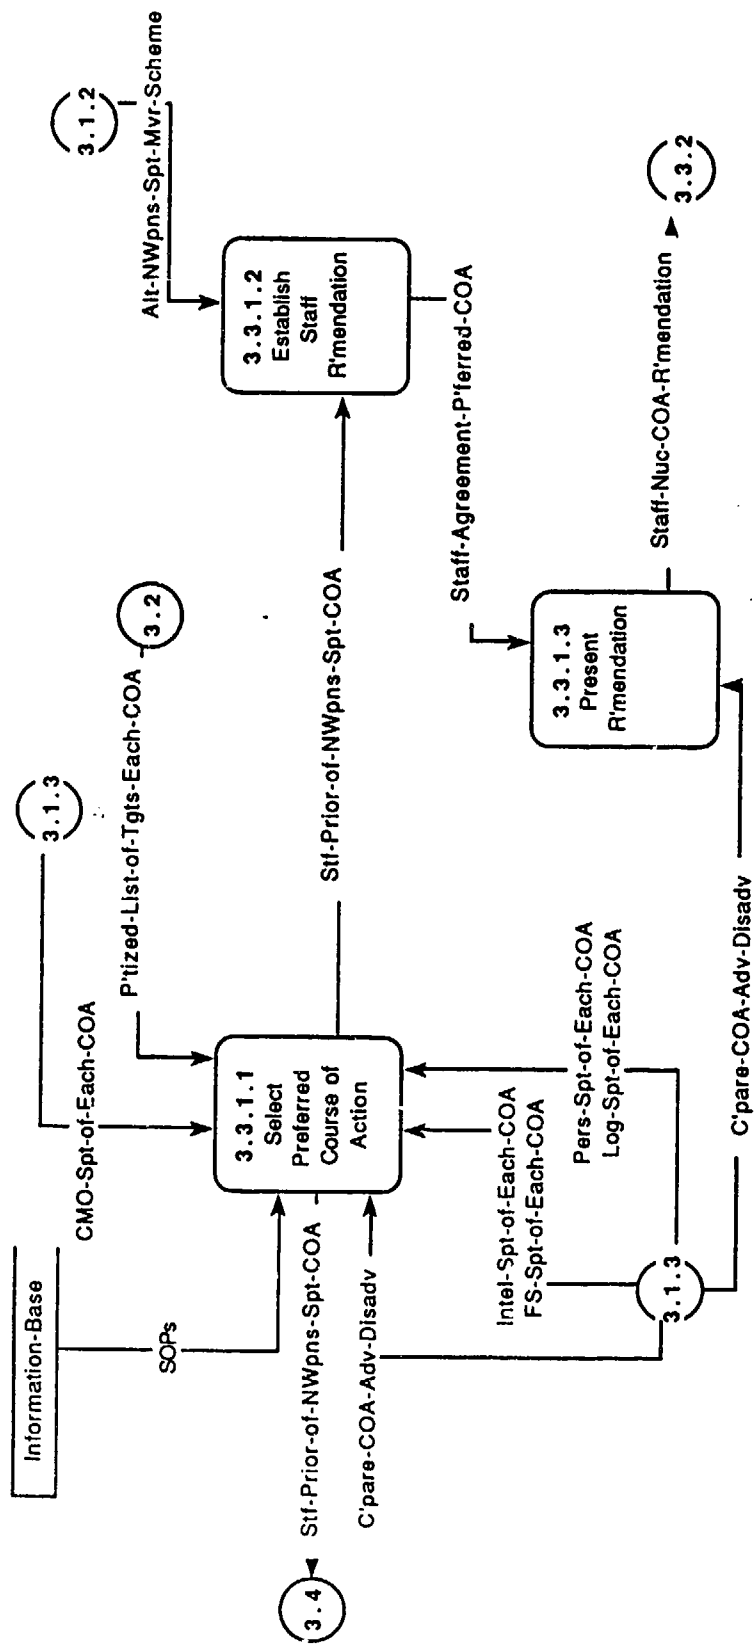 Information-Base
SOPs
CMO-Spt-of-Each-COA
3.1.3
P'tized-List-of-Tgts-Each-COA
3.2
3.1.2
Alt-NWpns-Spt-Mvr-Scheme
3.3.1.1
Select
Preferred
Course of
Action
Stf-Prior-of-NWpns-Spt-COA
3.3.1.2
Establish
Staff
R'mendation
3.4
Stf-Prior-of-NWpns-Spt-COA
C'pare-COA-Adv-Disadv
Intel-Spt-of-Each-COA
FS-Spt-of-Each-COA
Pers-Spt-of-Each-COA
Log-Spt-of-Each-COA
Staff-Agreement-P'ferred-COA
3.3.1.3
Present
R'mendation
Staff-Nuc-COA-R'mendation
3.3.2
3.1.3
C'pare-COA-Adv-Disadv